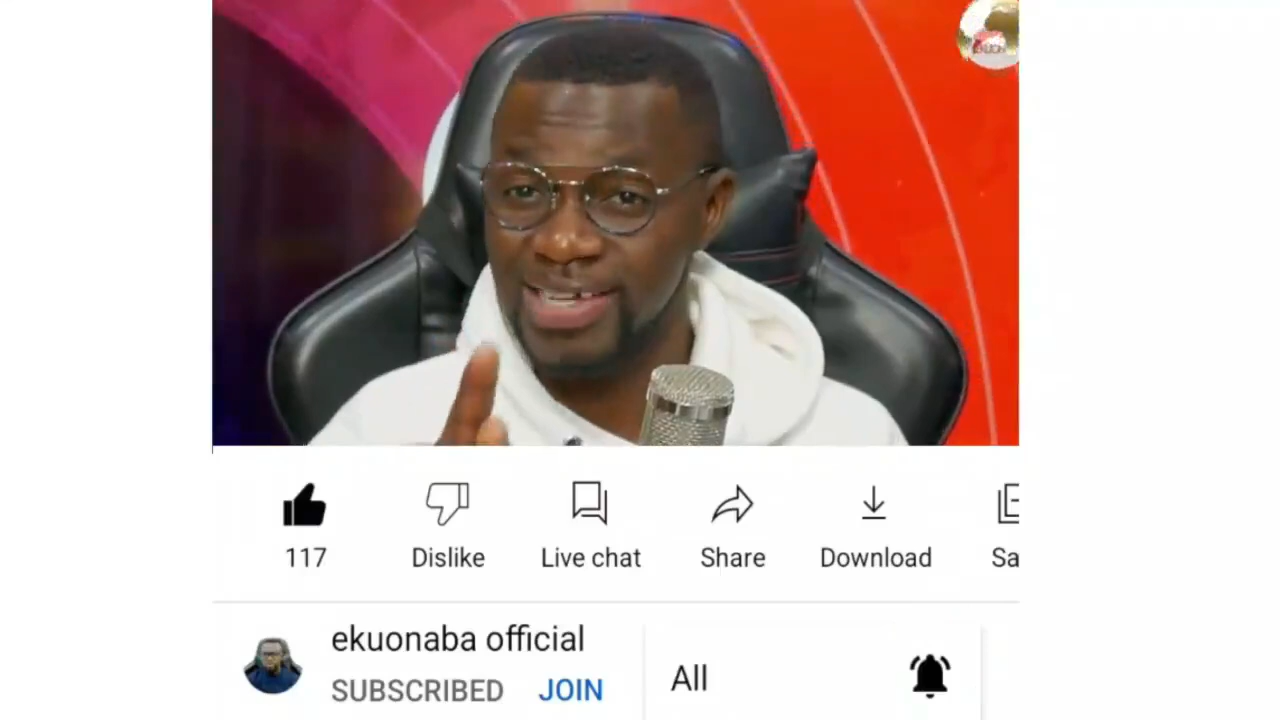 117
Dislike
Live chat
Share
Download
Sa
ekuonaba official
SUBSCRIBED
JOIN
All